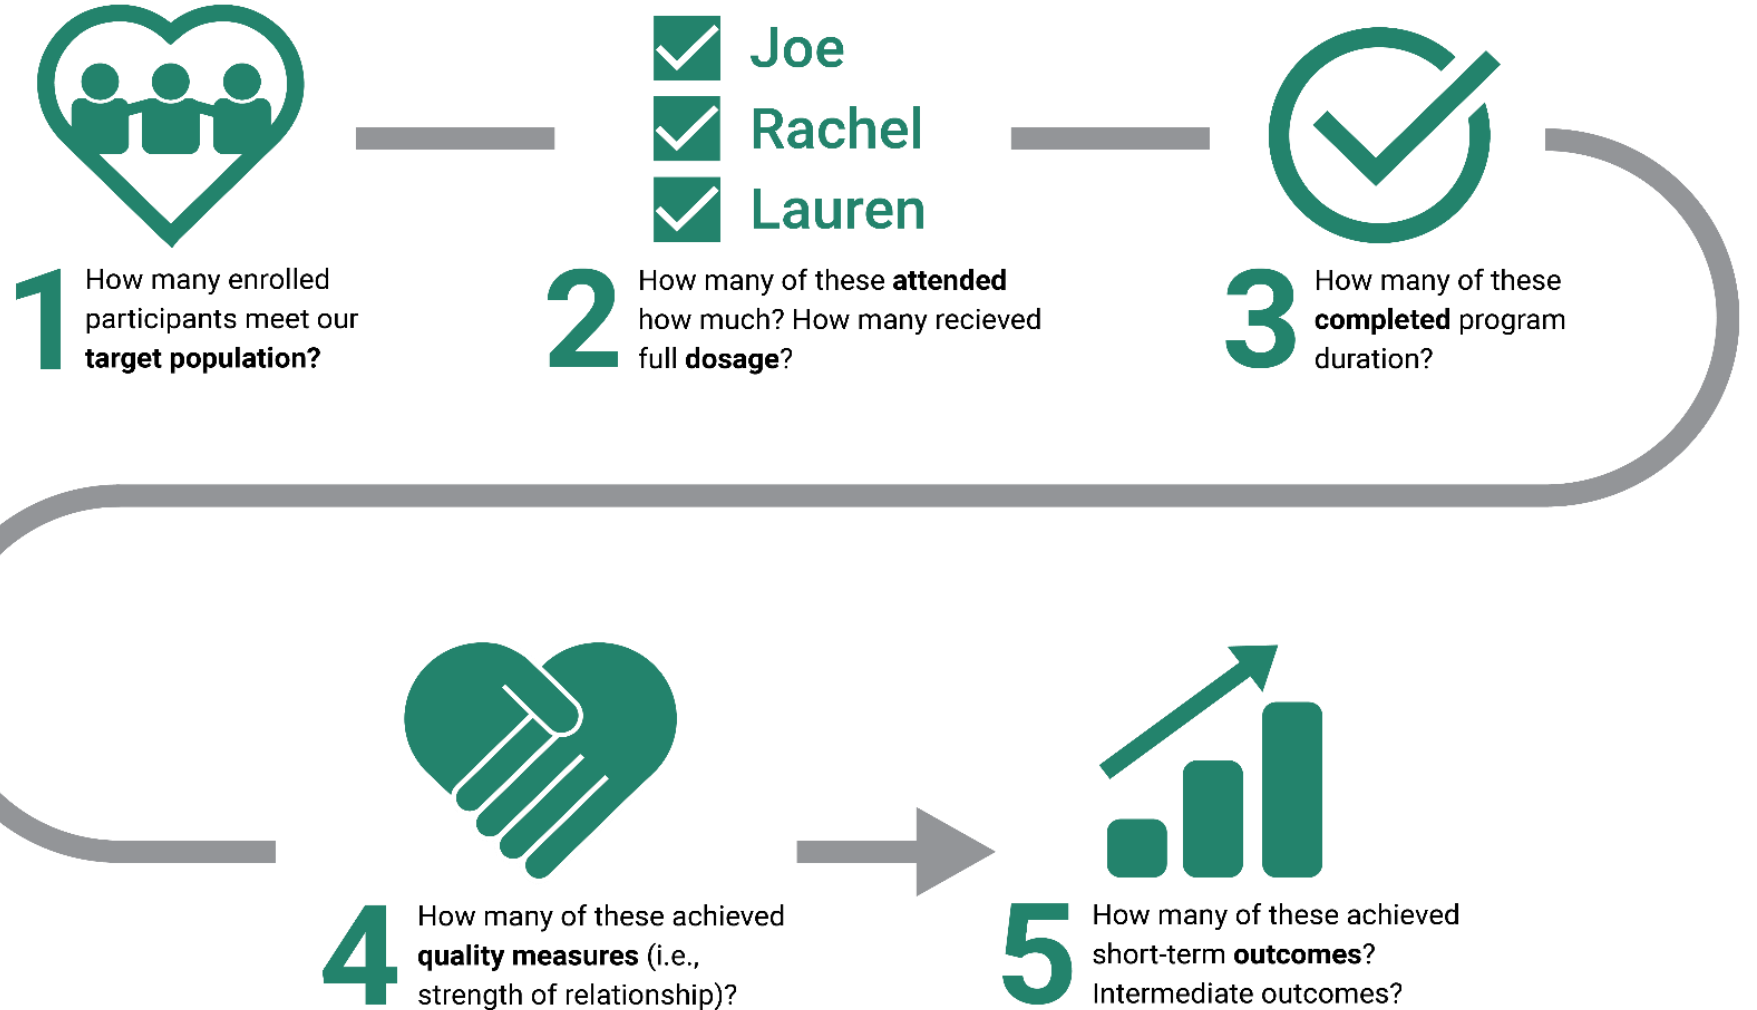 Joe
Rachel
Lauren
1 How many enrolled
participants meet our
target population?
2 How many of these attended
how much? How many recieved
full dosage?
3 How many of these
completed program
duration?
4 How many of these achieved
quality measures (i.e.,
strength of relationship)?
5 How many of these achieved
short-term outcomes?
Intermediate outcomes?